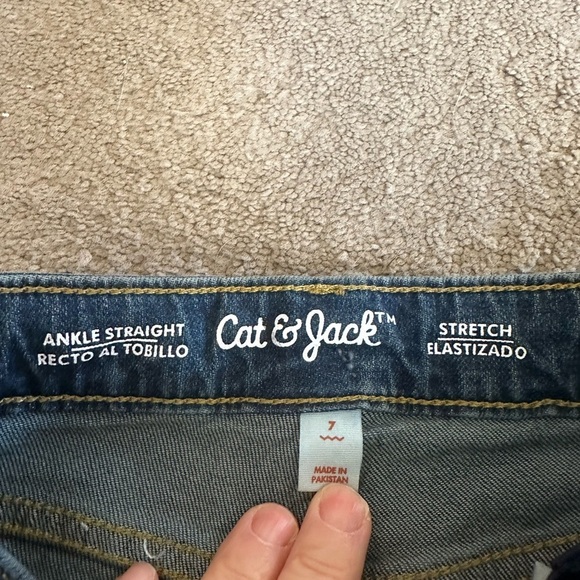 ANKLE STRAIGHT
RECTO AL TOBILLO
Cat & Jack™
STRETCH
ELASTIZADO
7
MADE IN
PAKISTAN